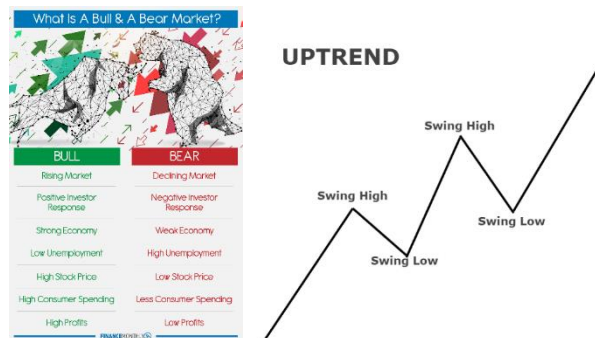 What Is A Bull & A Bear Market?
BULL
BEAR
Rising Market
Declining Market
Positive Investor
Response
Negative Investor
Response
Strong Economy
Weak Economy
Low Unemployment
High Unemployment
High Stock Price
Low Stock Price
High Consumer Spending
Less Consumer Spending
High Profits
Low Profits
FINANCE MONTHLY
UPTREND
Swing High
Swing High
Swing Low
Swing Low